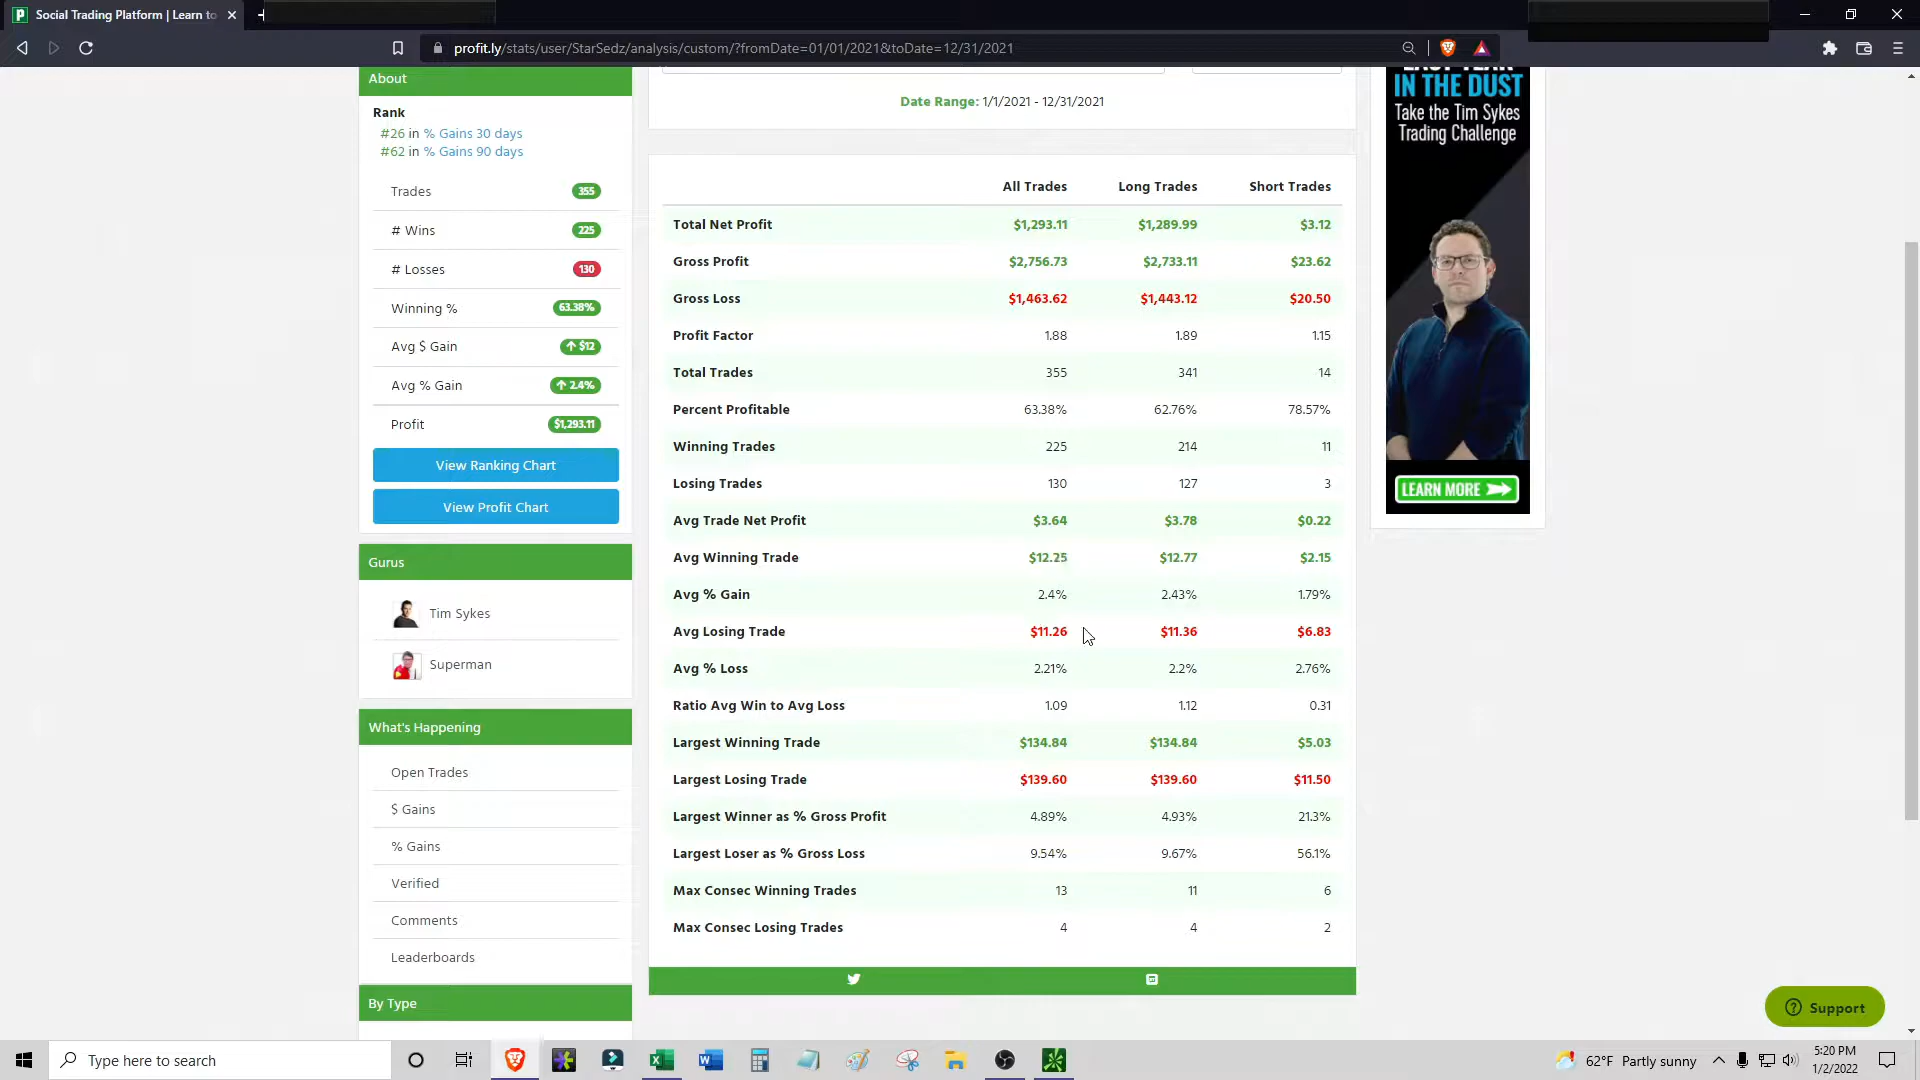 Social Trading Platform | Learn to
profit.ly/stats/user/StarSedz/analysis/custom/?fromDate=01/01/2021&toDate=12/31/2021
About
Rank
#26 in % Gains 30 days
#62 in % Gains 90 days
Trades 355
# Wins 225
# Losses 130
Winning % 63.38%
Avg $ Gain $12
Avg % Gain 2.4%
Profit $1,293.11
View Ranking Chart
View Profit Chart
Gurus
Tim Sykes
Superman
What's Happening
Open Trades
$ Gains
% Gains
Verified
Comments
Leaderboards
By Type
Date Range: 1/1/2021 - 12/31/2021
All Trades Long Trades Short Trades
Total Net Profit $1,293.11 $1,289.99 $3.12
Gross Profit $2,756.73 $2,733.11 $23.62
Gross Loss $1,463.62 $1,443.12 $20.50
Profit Factor 1.88 1.89 1.15
Total Trades 355 341 14
Percent Profitable 63.38% 62.76% 78.57%
Winning Trades 225 214 11
Losing Trades 130 127 3
Avg Trade Net Profit $3.64 $3.78 $0.22
Avg Winning Trade $12.25 $12.77 $2.15
Avg % Gain 2.4% 2.43% 1.79%
Avg Losing Trade $11.26 $11.36 $6.83
Avg % Loss 2.21% 2.2% 2.76%
Ratio Avg Win to Avg Loss 1.09 1.12 0.31
Largest Winning Trade $134.84 $134.84 $5.03
Largest Losing Trade $139.60 $139.60 $11.50
Largest Winner as % Gross Profit 4.89% 4.93% 21.3%
Largest Loser as % Gross Loss 9.54% 9.67% 56.1%
Max Consec Winning Trades 13 11 6
Max Consec Losing Trades 4 4 2
LAST YEAR
IN THE DUST
Take the Tim Sykes
Trading Challenge
LEARN MORE
Support
Type here to search
62°F Partly sunny
5:20 PM
1/2/2022